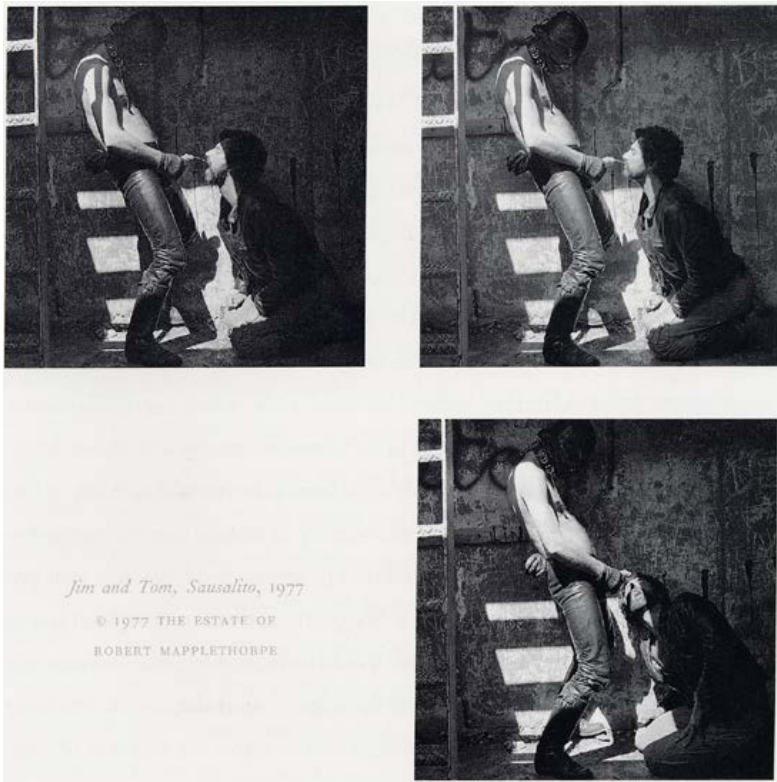 Jim and Tom, Sausalito, 1977
© 1977 THE ESTATE OF
ROBERT MAPPLETHORPE